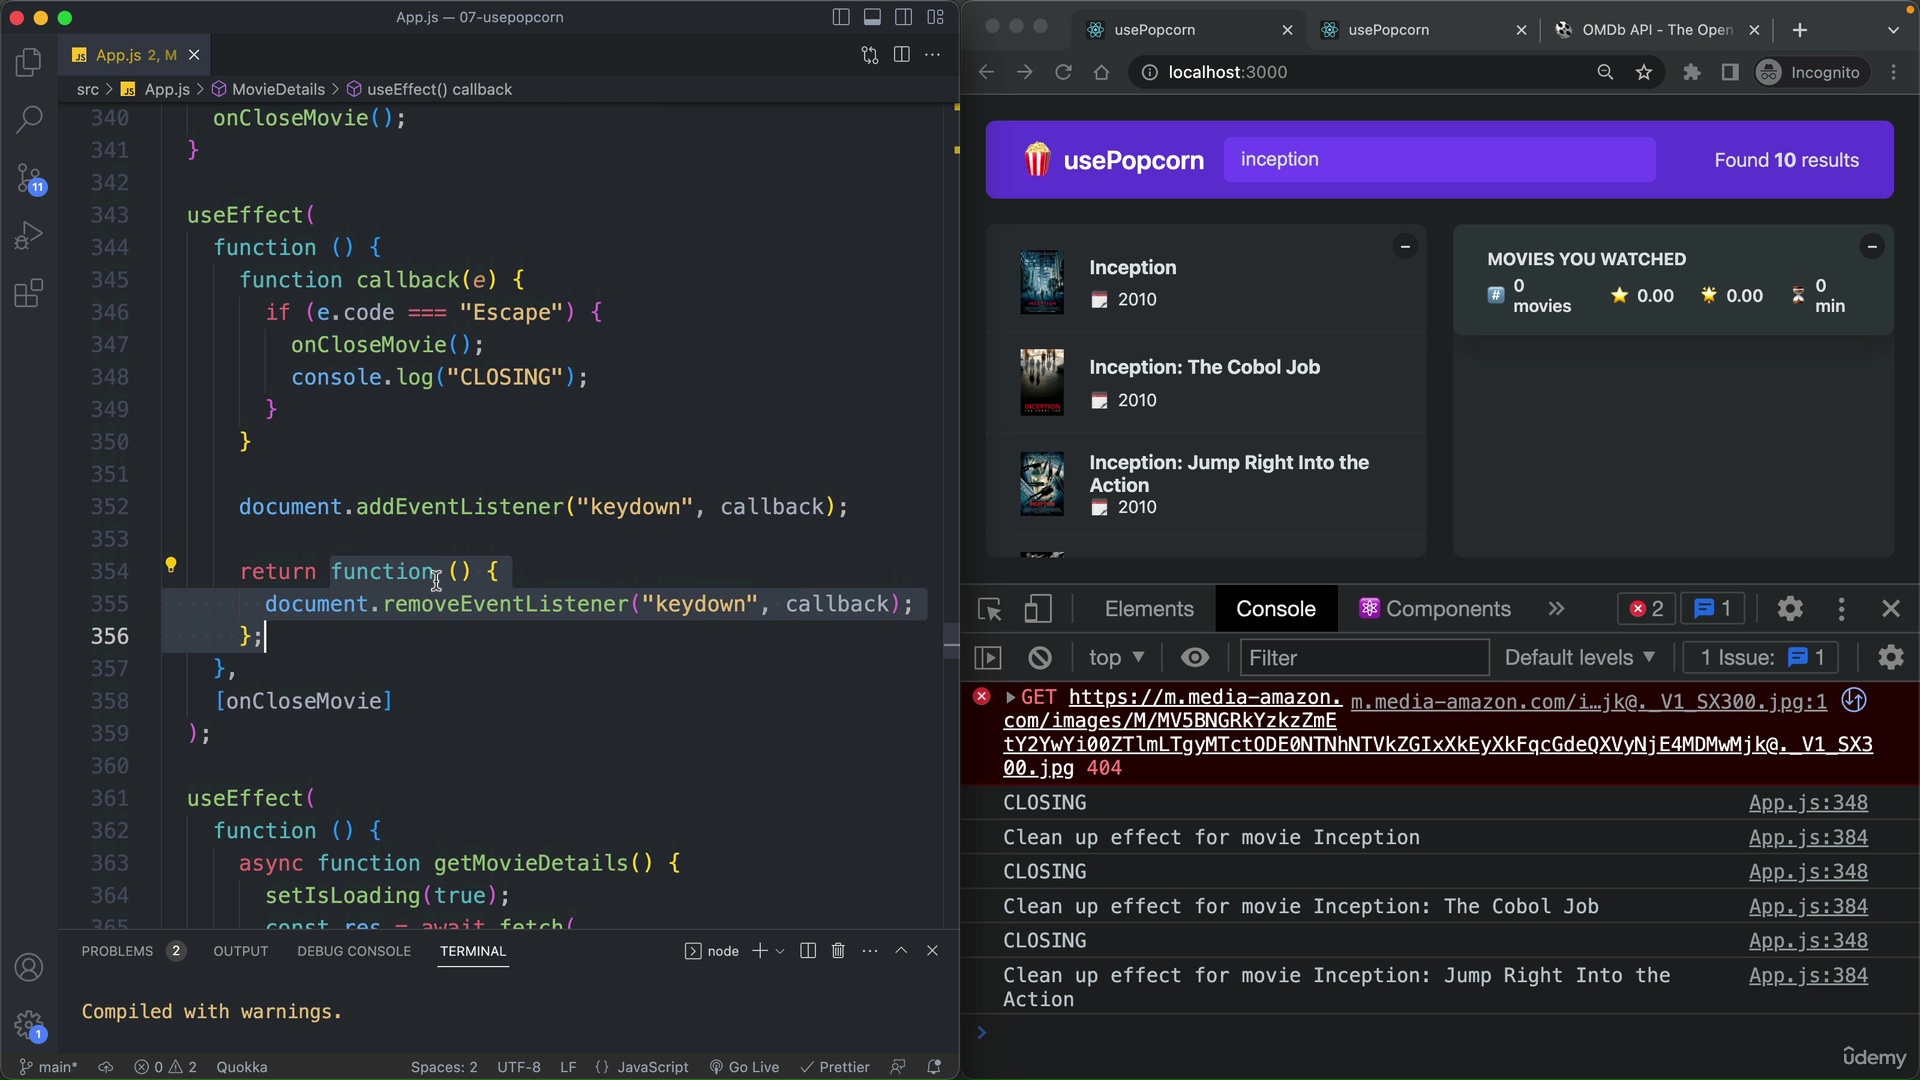 App.js — 07-usepopcorn
App.js 2, M
src > App.js > MovieDetails > useEffect() callback
340 onCloseMovie();
341 }
342
343 useEffect(
344 function () {
345 function callback(e) {
346 if (e.code === "Escape") {
347 onCloseMovie();
348 console.log("CLOSING");
349 }
350 }
351
352 document.addEventListener("keydown", callback);
353
354 return function () {
355 document.removeEventListener("keydown", callback);
356 };
357 },
358 [onCloseMovie]
359 );
360
361 useEffect(
362 function () {
363 async function getMovieDetails() {
364 setIsLoading(true);
365 const res = await fetch(
11
1
PROBLEMS 2 OUTPUT DEBUG CONSOLE TERMINAL node
Compiled with warnings.
main* 0 2 Quokka Spaces: 2 UTF-8 LF {} JavaScript Go Live Prettier
usePopcorn usePopcorn OMDb API - The Open
localhost:3000 Incognito
usePopcorn inception Found 10 results
Inception
2010
Inception: The Cobol Job
2010
Inception: Jump Right Into the
Action
2010
MOVIES YOU WATCHED
0 movies 0.00 0.00 0 min
Elements Console Components » 2 1
top Filter Default levels 1 Issue: 1
GET https://m.media-amazon. m.media-amazon.com/i…jk@._V1_SX300.jpg:1
com/images/M/MV5BNGRkYzkzZmE
tY2YwYi00ZTlmLTgyMTctODE0NTNhNTVkZGIxXkEyXkFqcGdeQXVyNjE4MDMwMjk@._V1_SX3
00.jpg 404
CLOSING App.js:348
Clean up effect for movie Inception App.js:384
CLOSING App.js:348
Clean up effect for movie Inception: The Cobol Job App.js:384
CLOSING App.js:348
Clean up effect for movie Inception: Jump Right Into the App.js:384
Action
>
ûdemy